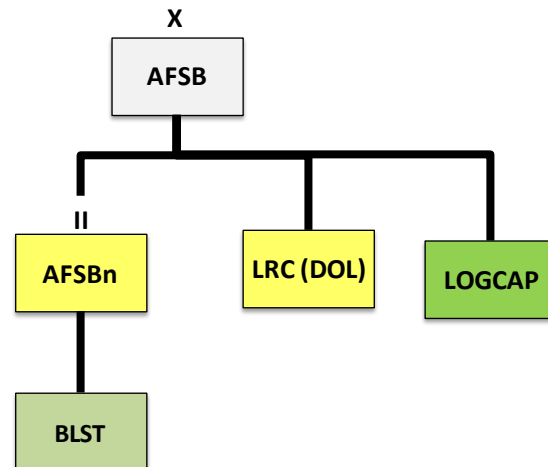 X
AFSB
II
AFSBn
LRC (DOL)
LOGCAP
BLST